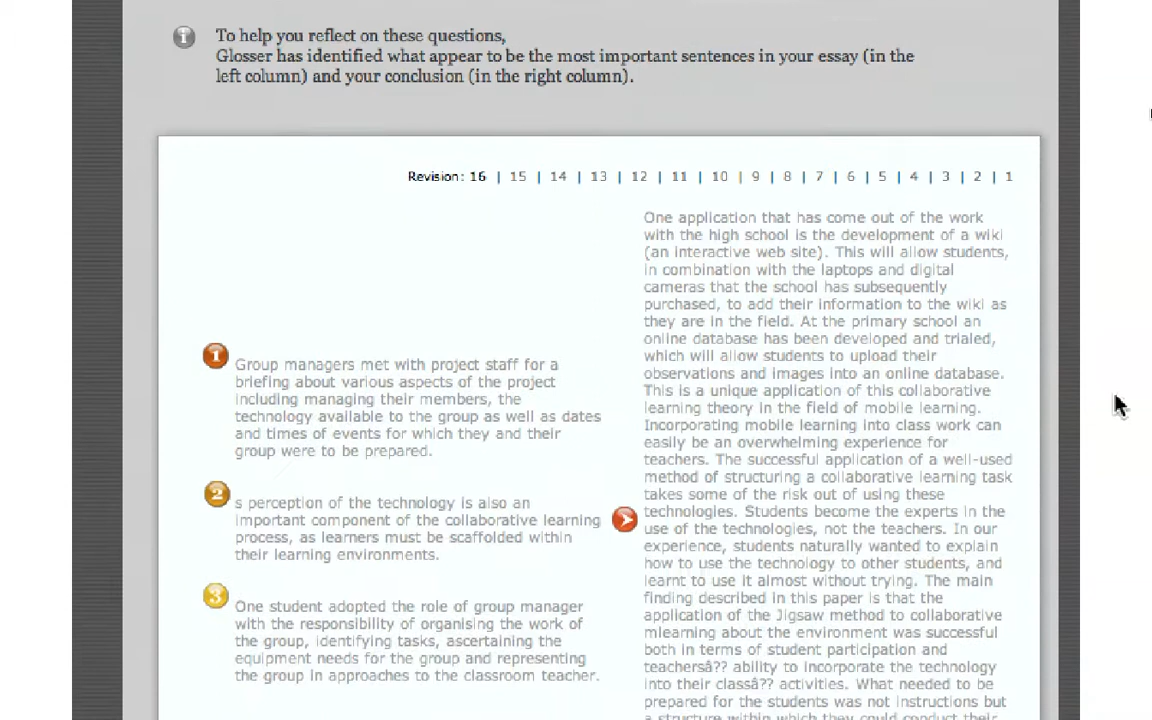 To help you reflect on these questions,
Glosser has identified what appear to be the most important sentences in your essay (in the
left column) and your conclusion (in the right column).
Revision: 16 | 15 | 14 | 13 | 12 | 11 | 10 | 9 | 8 | 7 | 6 | 5 | 4 | 3 | 2 | 1
1
Group managers met with project staff for a
briefing about various aspects of the project
including managing their members, the
technology available to the group as well as dates
and times of events for which they and their
group were to be prepared.
2
s perception of the technology is also an
important component of the collaborative learning
process, as learners must be scaffolded within
their learning environments.
3
One student adopted the role of group manager
with the responsibility of organising the work of
the group, identifying tasks, ascertaining the
equipment needs for the group and representing
the group in approaches to the classroom teacher.
One application that has come out of the work
with the high school is the development of a wiki
(an interactive web site). This will allow students,
in combination with the laptops and digital
cameras that the school has subsequently
purchased, to add their information to the wiki as
they are in the field. At the primary school an
online database has been developed and trialed,
which will allow students to upload their
observations and images into an online database.
This is a unique application of this collaborative
learning theory in the field of mobile learning.
Incorporating mobile learning into class work can
easily be an overwhelming experience for
teachers. The successful application of a well-used
method of structuring a collaborative learning task
takes some of the risk out of using these
technologies. Students become the experts in the
use of the technologies, not the teachers. In our
experience, students naturally wanted to explain
how to use the technology to other students, and
learnt to use it almost without trying. The main
finding described in this paper is that the
application of the Jigsaw method to collaborative
mlearning about the environment was successful
both in terms of student participation and
teachersâ?? ability to incorporate the technology
into their classâ?? activities. What needed to be
prepared for the students was not instructions but
a structure within which they could conduct their